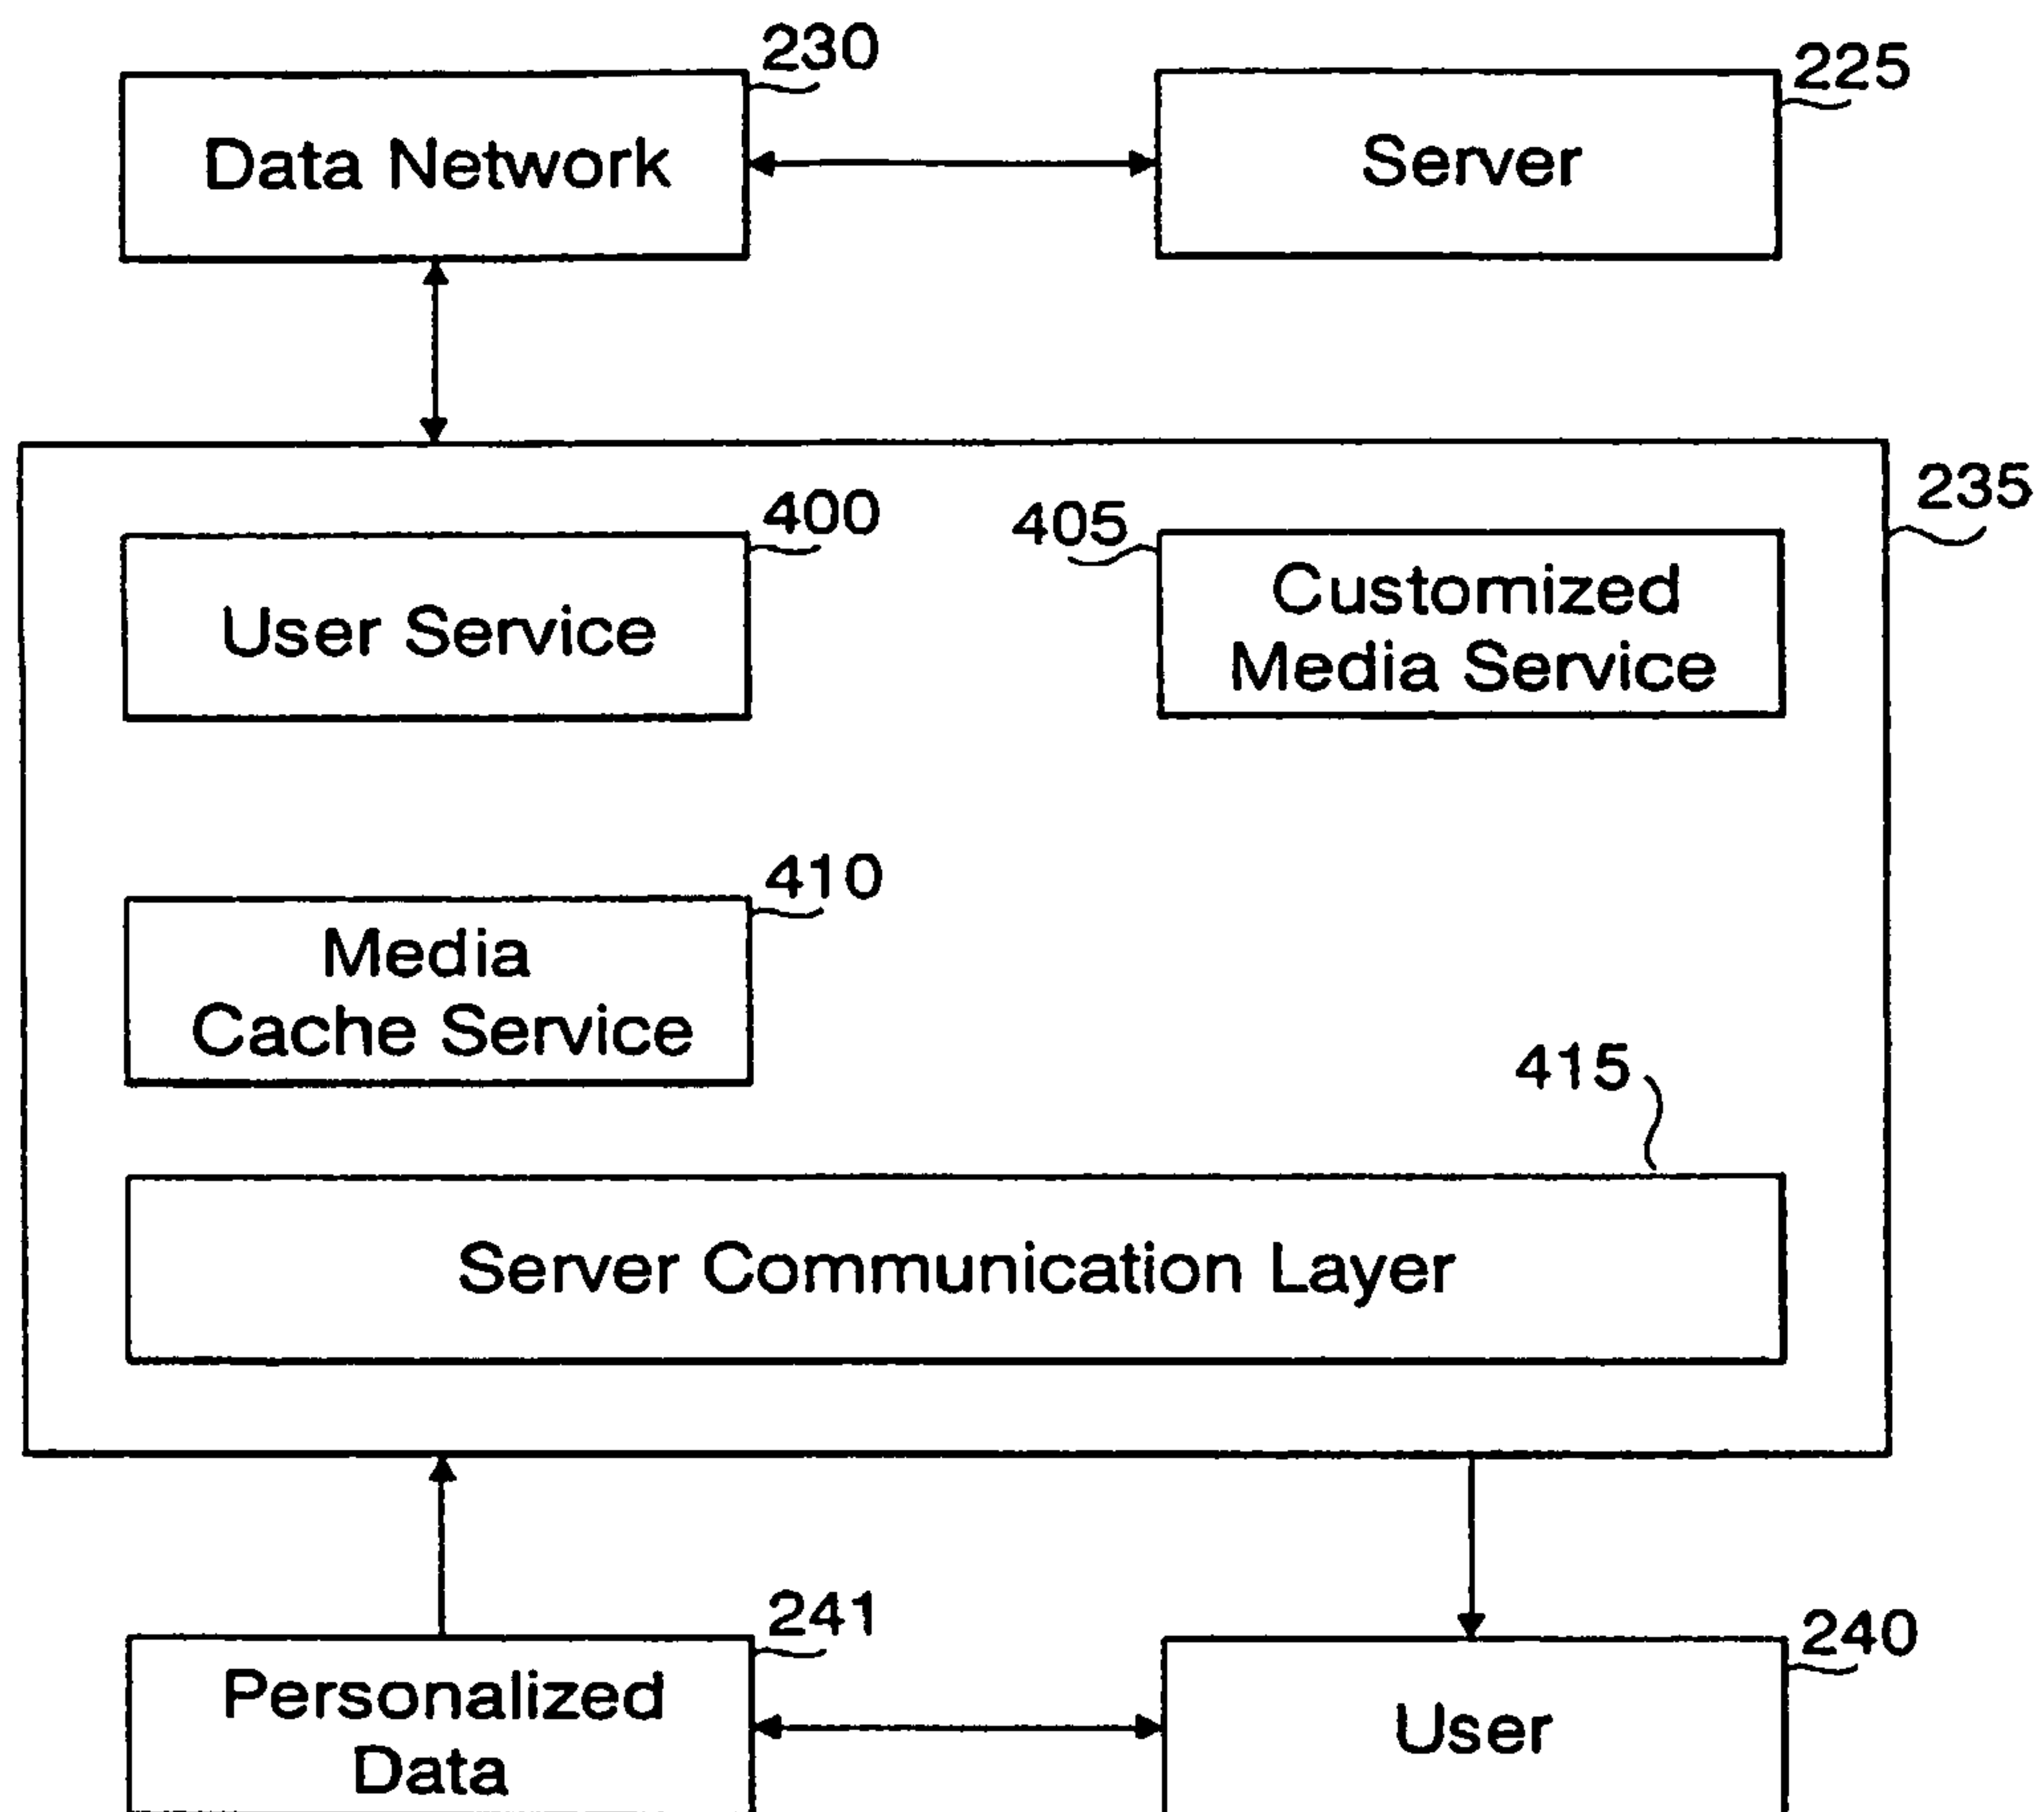 230
225
Data Network
Server
235
400
405
User Service
Customized
Media Service
410
Media
Cache Service
415
Server Communication Layer
241
240
Personalized
Data
User